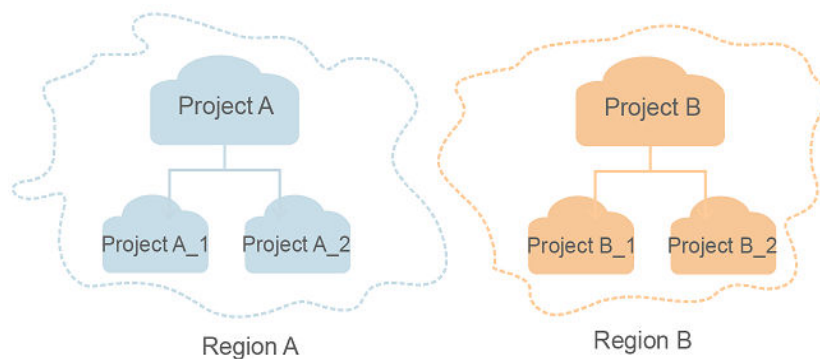 Project A
Project B
Project A_1
Project A_2
Project B_1
Project B_2
Region A
Region B